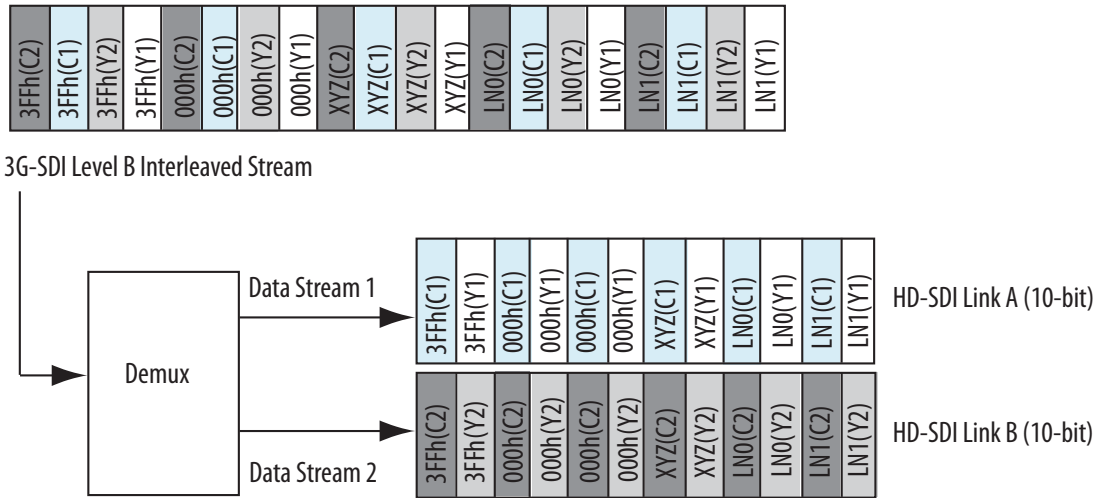 3FFh(C2) 3FFh(C1) 3FFh(Y2) 3FFh(Y1) 000h(C2) 000h(C1) 000h(Y2) 000h(Y1) XYZ(C2) XYZ(C1) XYZ(Y2) XYZ(Y1) LN0(C2) LN0(C1) LN0(Y2) LN0(Y1) LN1(C2) LN1(C1) LN1(Y2) LN1(Y1)
3G-SDI Level B Interleaved Stream
Demux
Data Stream 1
3FFh(C1) 3FFh(Y1) 000h(C1) 000h(Y1) 000h(C1) 000h(Y1) XYZ(C1) XYZ(Y1) LN0(C1) LN0(Y1) LN1(C1) LN1(Y1)
HD-SDI Link A (10-bit)
3FFh(C2) 3FFh(Y2) 000h(C2) 000h(Y2) 000h(C2) 000h(Y2) XYZ(C2) XYZ(Y2) LN0(C2) LN0(Y2) LN1(C2) LN1(Y2)
HD-SDI Link B (10-bit)
Data Stream 2